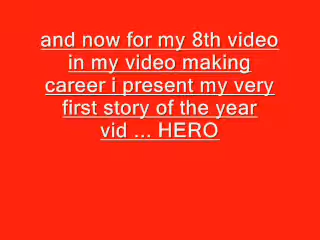 and now for my 8th video
in my video making
career i present my very
first story of the year
vid ... HERO